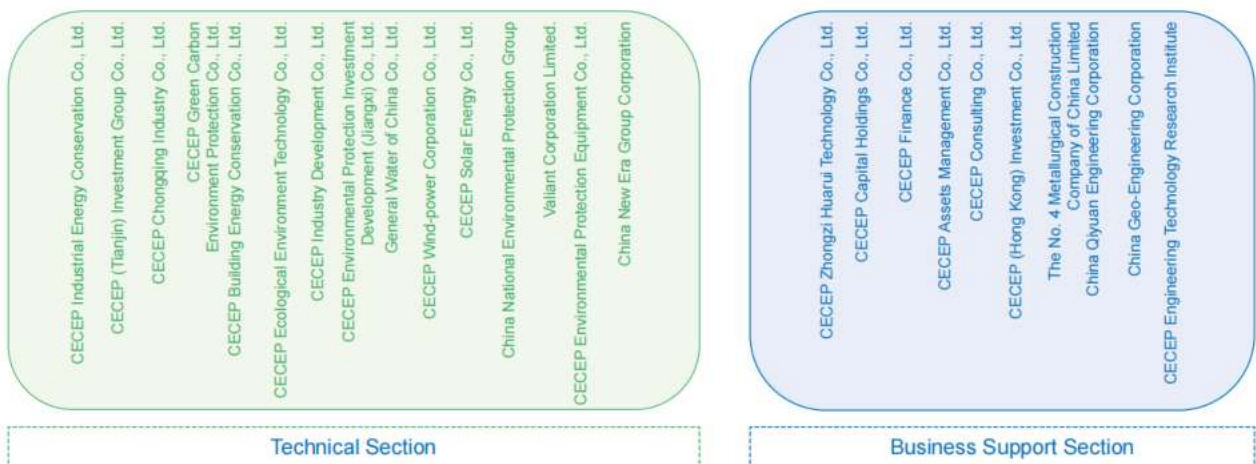 CECEP Industrial Energy Conservation Co., Ltd.
CECEP (Tianjin) Investment Group Co., Ltd.
CECEP Chongqing Industry Co., Ltd.
CECEP Green Carbon
Environment Protection Co., Ltd.
CECEP Building Energy Conservation Co., Ltd.
CECEP Ecological Environment Technology Co., Ltd.
CECEP Industry Development Co., Ltd.
CECEP Environmental Protection Investment
Development (Jiangxi) Co., Ltd.
General Water of China Co., Ltd.
CECEP Wind-power Corporation Co., Ltd.
CECEP Solar Energy Co., Ltd.
China National Environmental Protection Group
Valiant Corporation Limited.
CECEP Environmental Protection Equipment Co., Ltd.
China New Era Group Corporation
Technical Section
CECEP Zhongzi Huarui Technology Co., Ltd.
CECEP Capital Holdings Co., Ltd.
CECEP Finance Co., Ltd.
CECEP Assets Management Co., Ltd.
CECEP Consulting Co., Ltd.
CECEP (Hong Kong) Investment Co., Ltd.
The No. 4 Metallurgical Construction
Company of China Limited
China Qiyuan Engineering Corporation
China Geo-Engineering Corporation
CECEP Engineering Technology Research Institute
Business Support Section